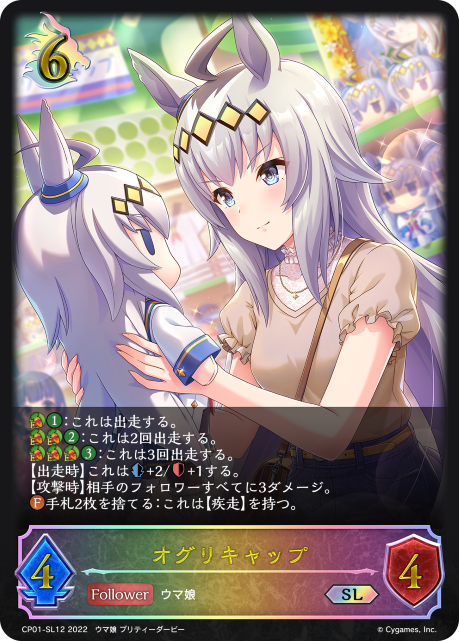 6
1：これは出走する。
2：これは2回出走する。
3：これは3回出走する。
【出走時】これは+2/+1する。
【攻撃時】相手のフォロワーすべてに3ダメージ。
F 手札2枚を捨てる：これは【疾走】を持つ。
オグリキャップ
4 Follower ウマ娘 SL 4
CP01-SL12 2022 ウマ娘 プリティーダービー © Cygames, Inc.